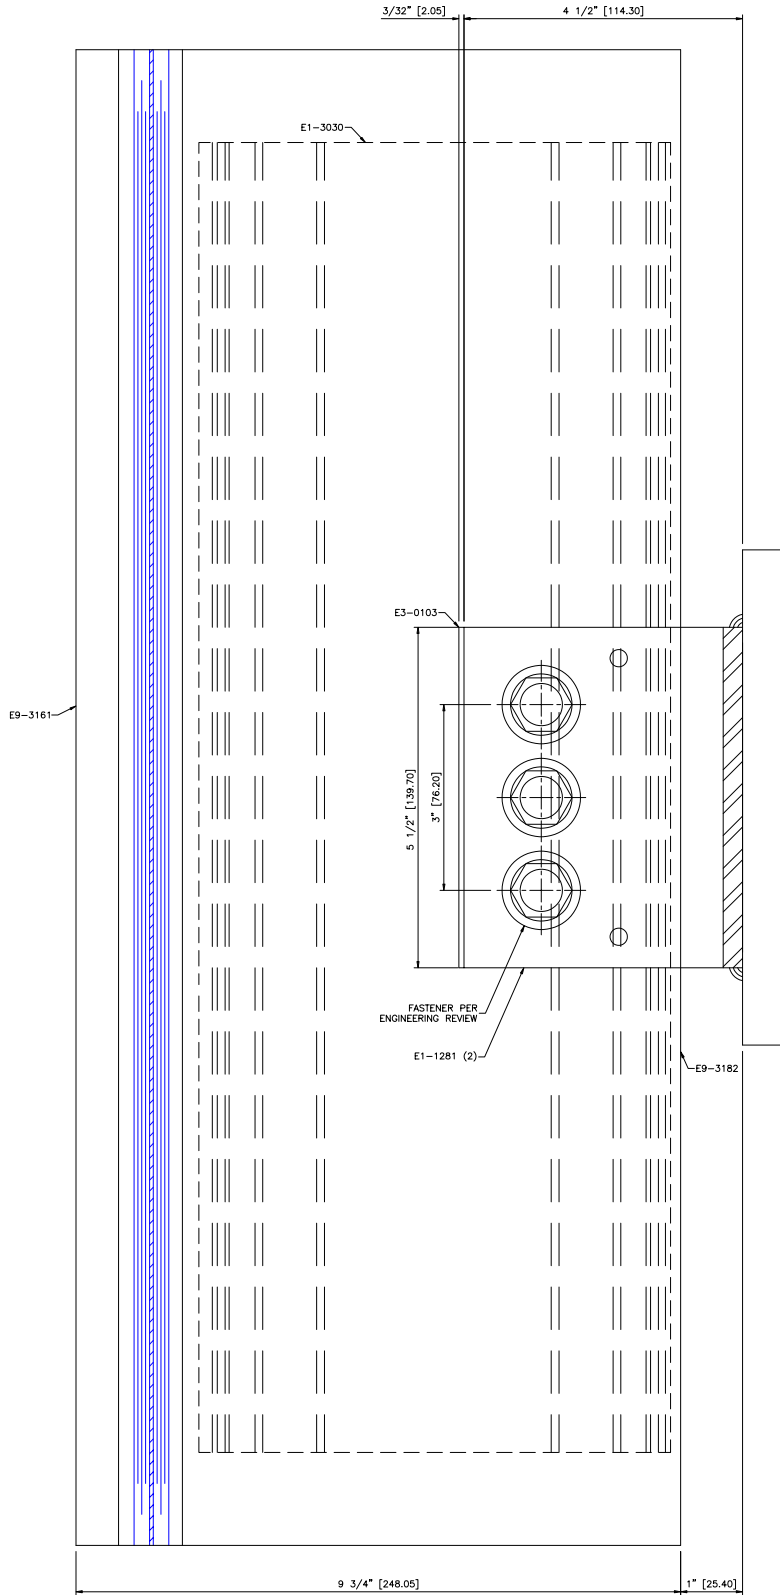 3/32" [2.05]
4 1/2" [114.30]
E1-3030
E3-0103
E9-3161
5 1/2" [139.70]
3" [76.20]
FASTENER PER
ENGINEERING REVIEW
E1-1281 (2)
E9-3182
9 3/4" [248.05]
1" [25.40]